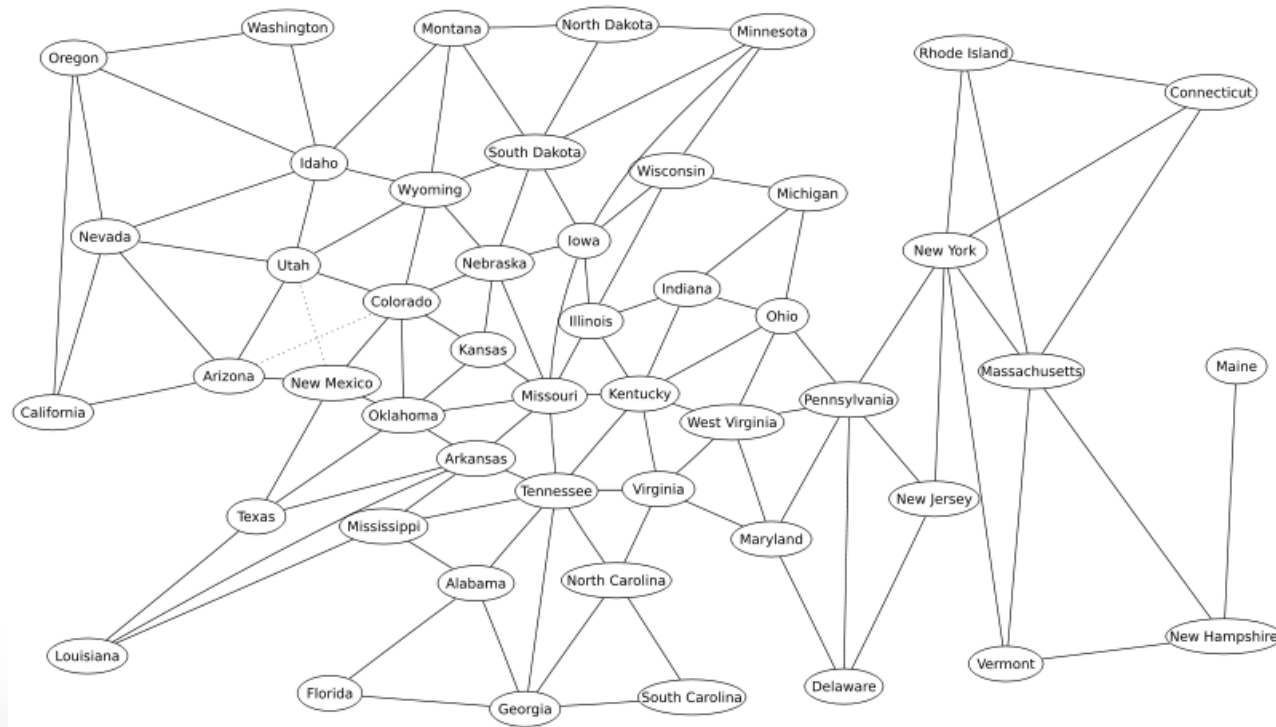 Washington
Montana
North Dakota
Minnesota
Oregon
Rhode Island
Connecticut
South Dakota
Idaho
Wisconsin
Wyoming
Michigan
Nevada
Iowa
New York
Utah
Nebraska
Colorado
Indiana
Illinois
Ohio
Kansas
Arizona
New Mexico
Massachusetts
Maine
California
Oklahoma
Missouri
Kentucky
Pennsylvania
West Virginia
Arkansas
Tennessee
Virginia
New Jersey
Texas
Mississippi
Maryland
Alabama
North Carolina
Louisiana
New Hampshire
Vermont
Florida
Georgia
South Carolina
Delaware